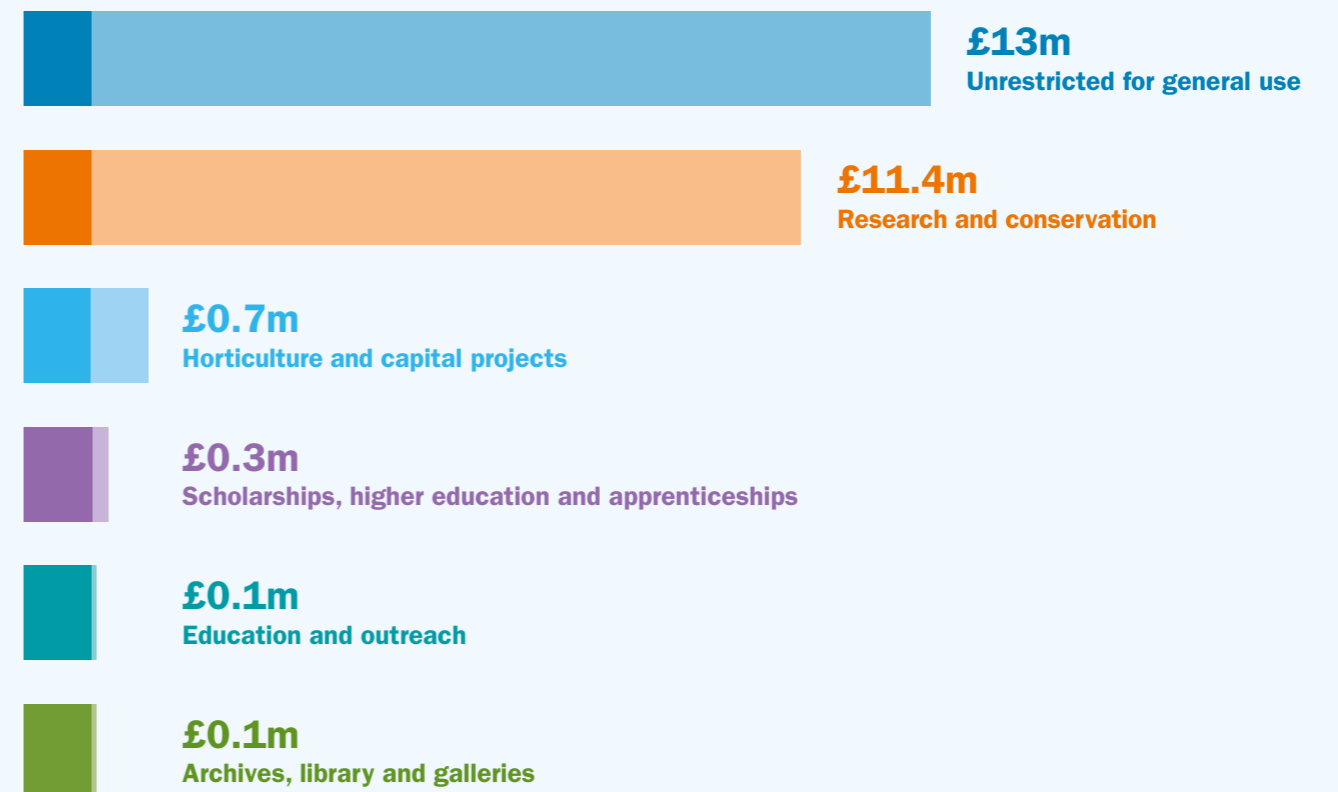 £13m
Unrestricted for general use
£11.4m
Research and conservation
£0.7m
Horticulture and capital projects
£0.3m
Scholarships, higher education and apprenticeships
£0.1m
Education and outreach
£0.1m
Archives, library and galleries